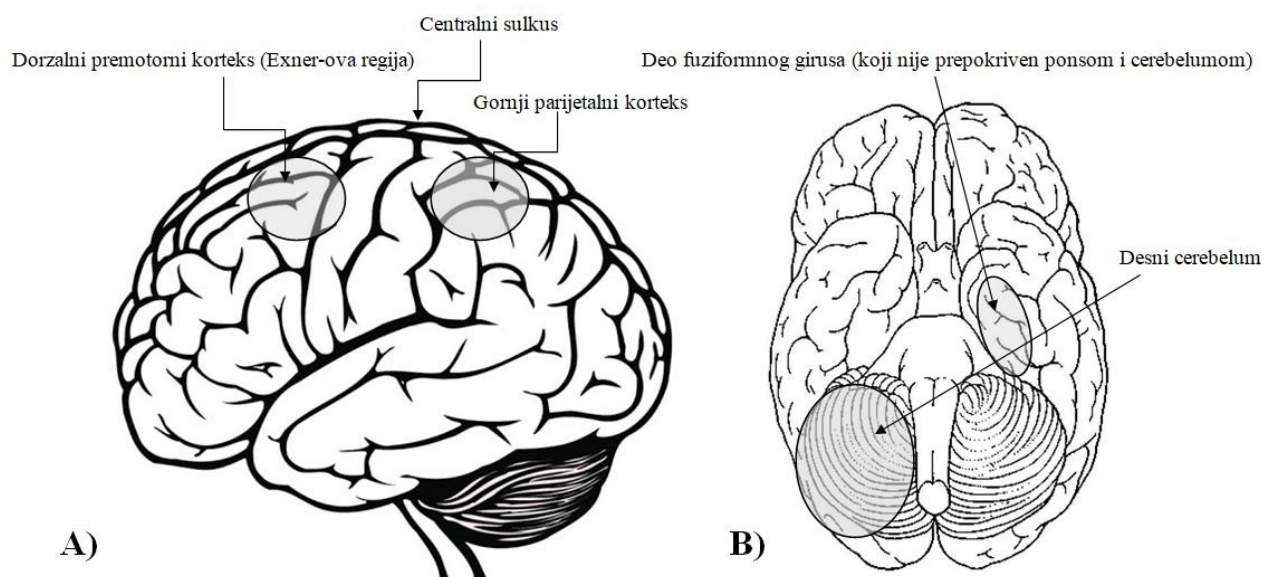 Centralni sulkus
Dorzalni premotorni korteks (Exner-ova regija)
Gornji parijetalni korteks
Deo fuziformnog girusa (koji nije prepokriven ponsom i cerebelumom)
Desni cerebelum
A)
B)